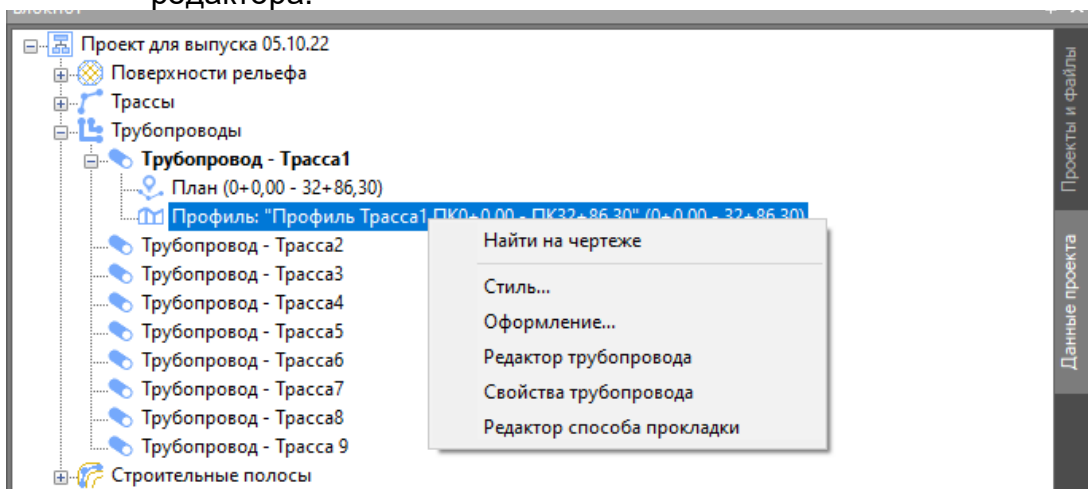 редактора.
Блокнот
Проект для выпуска 05.10.22
Поверхности рельефа
Трассы
Трубопроводы
Трубопровод - Трасса1
План (0+0,00 - 32+86,30)
Профиль: "Профиль Трасса1 ПК0+0.00 - ПК32+86.30" (0+0.00 - 32+86.30)
Трубопровод - Трасса2
Трубопровод - Трасса3
Трубопровод - Трасса4
Трубопровод - Трасса5
Трубопровод - Трасса6
Трубопровод - Трасса7
Трубопровод - Трасса8
Трубопровод - Трасса 9
Строительные полосы
Найти на чертеже
Стиль...
Оформление...
Редактор трубопровода
Свойства трубопровода
Редактор способа прокладки
Проекты и файлы
Данные проекта